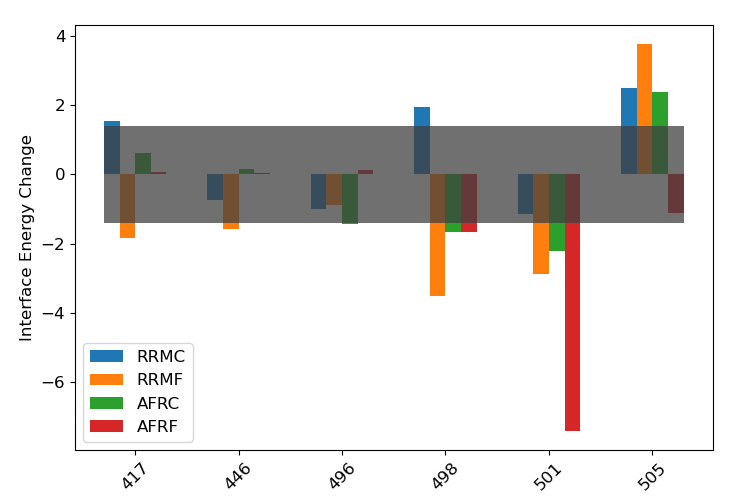 4
2
0
−2
−4
−6
Interface Energy Change
RRMC
RRMF
AFRC
AFRF
417
446
496
498
501
505